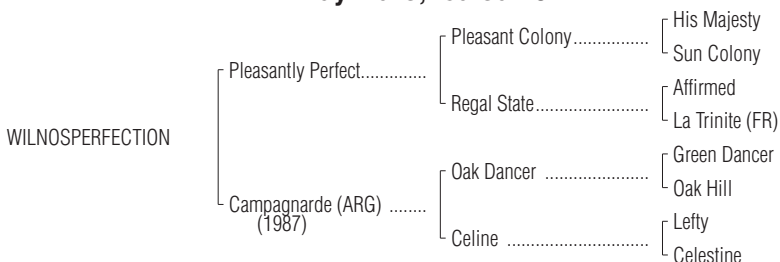 His Majesty
Pleasant Colony...............
Sun Colony
Pleasantly Perfect.............
Affirmed
Regal State......................
La Trinite (FR)
WILNOSPERFECTION
Green Dancer
Oak Dancer ....................
Oak Hill
Campagnarde (ARG) ........
(1987)
Lefty
Celine ............................
Celestine